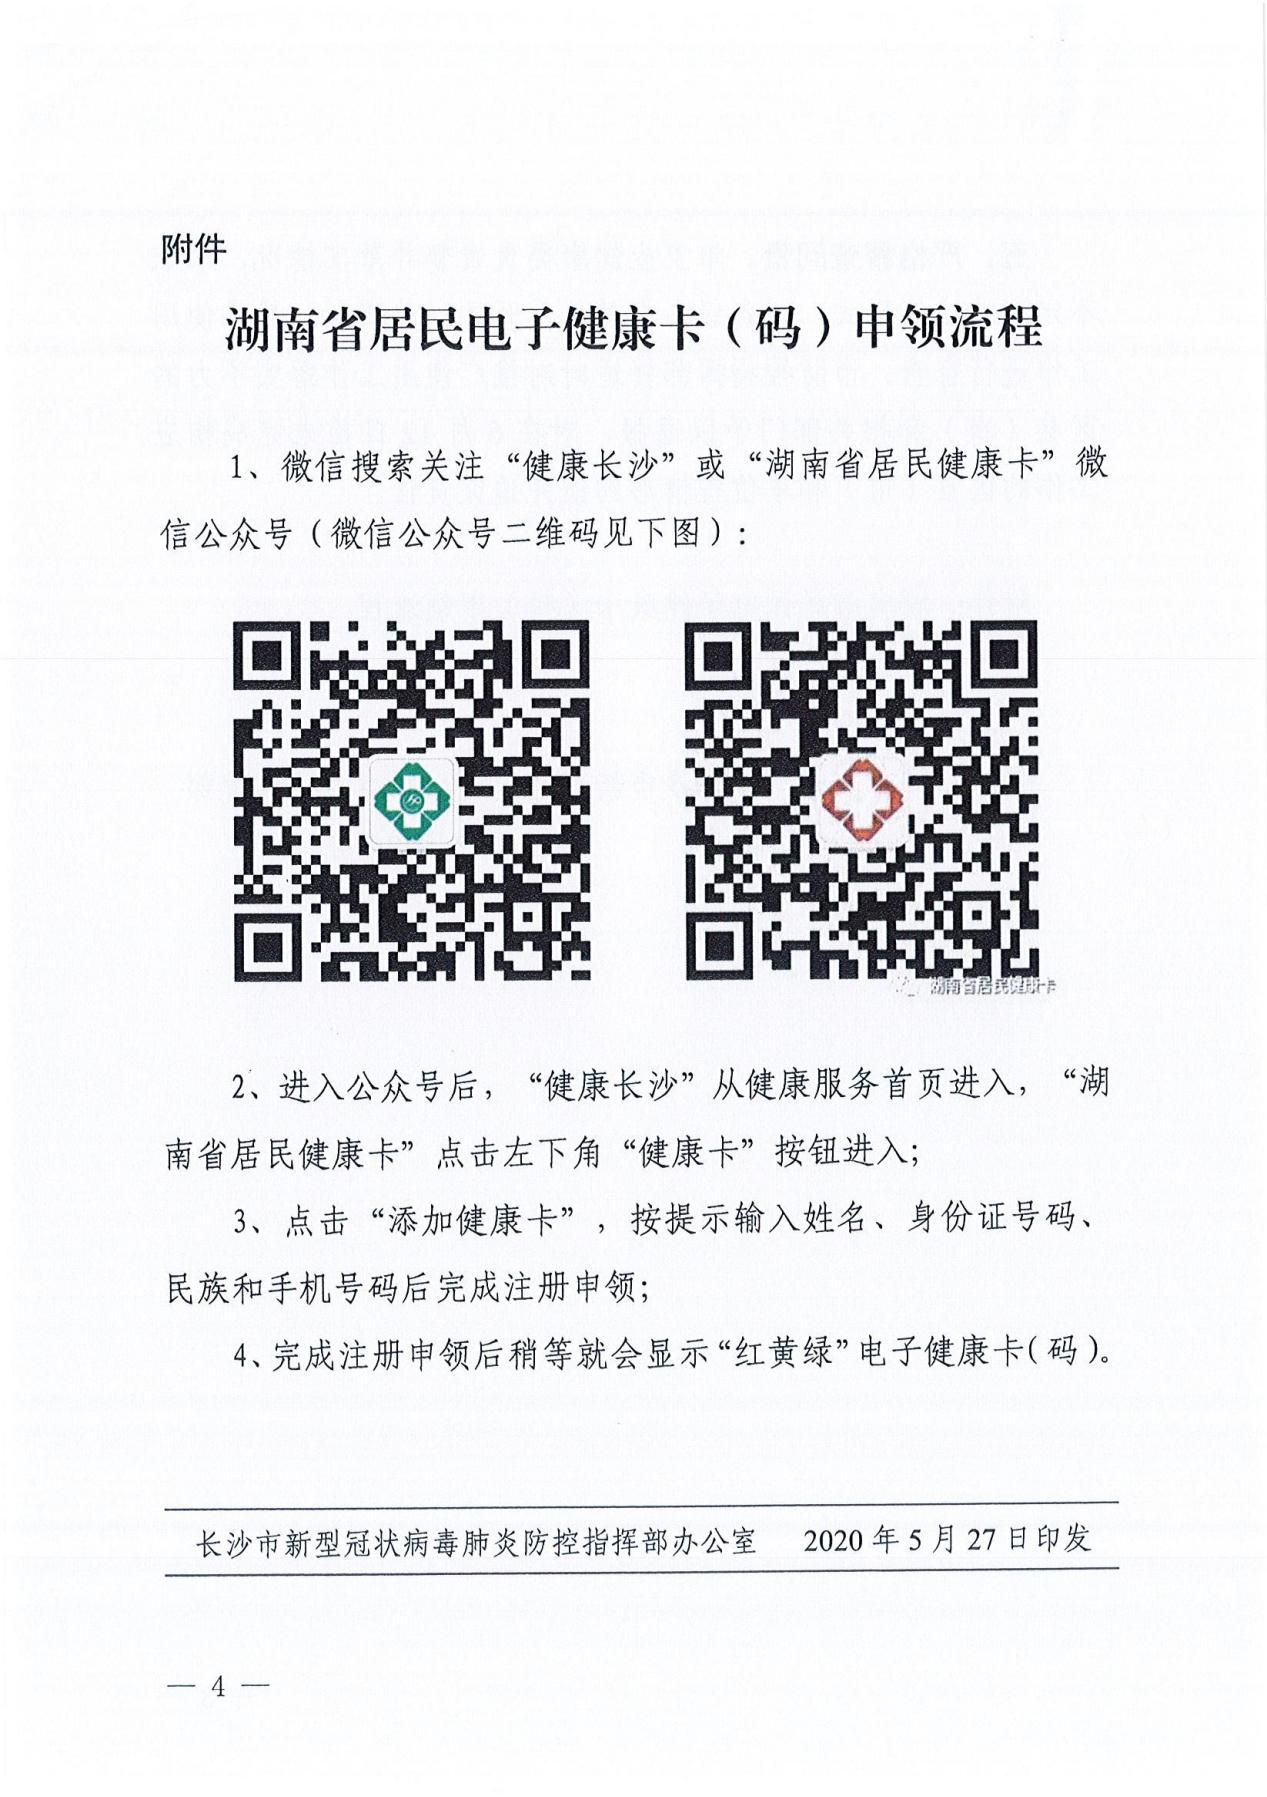 附件
湖南省居民电子健康卡（码）申领流程
1、微信搜索关注“健康长沙”或“湖南省居民健康卡”微
信公众号（微信公众号二维码见下图）：
湖南省居民健康卡
2、进入公众号后，“健康长沙”从健康服务首页进入，“湖
南省居民健康卡”点击左下角“健康卡”按钮进入；
3、点击“添加健康卡”，按提示输入姓名、身份证号码、
民族和手机号码后完成注册申领；
4、完成注册申领后稍等就会显示“红黄绿”电子健康卡（码）。
长沙市新型冠状病毒肺炎防控指挥部办公室 2020年5月27日印发
— 4 —